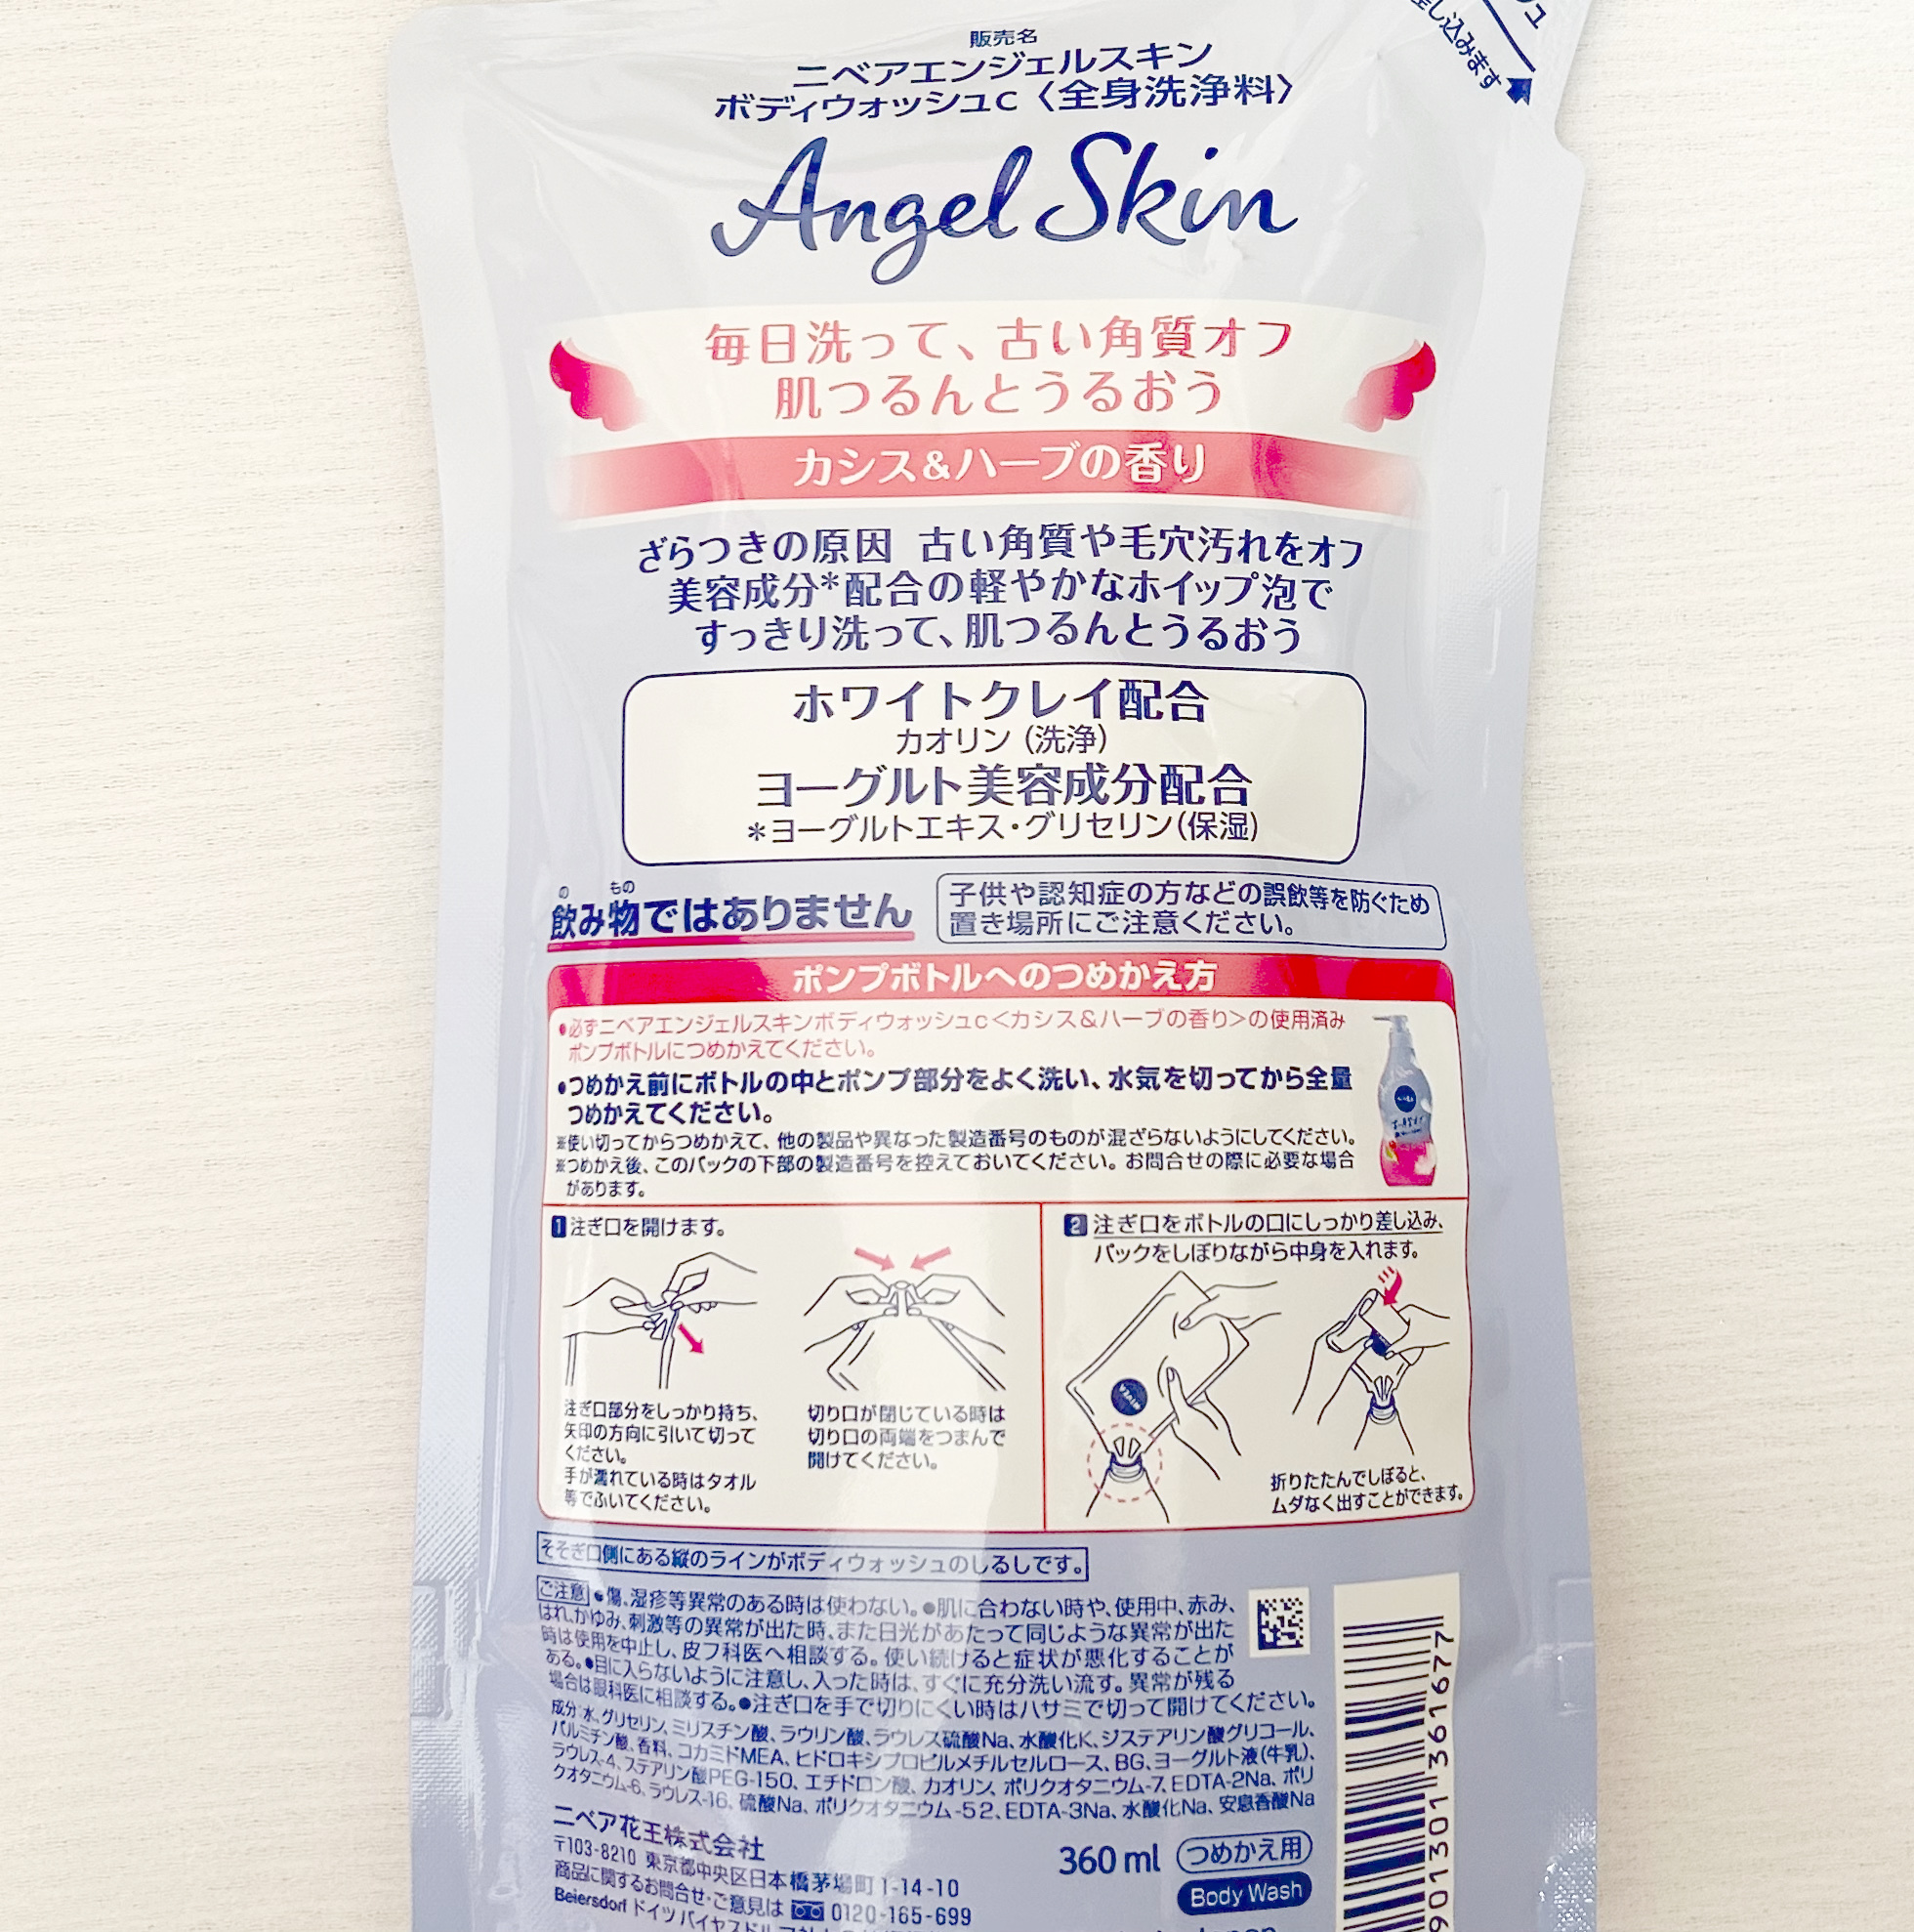 差し込みます
販売名
ニベアエンジェルスキン
ボディウォッシュc〈全身洗浄料〉
Angel Skin
毎日洗って、古い角質オフ
肌つるんとうるおう
カシス&ハーブの香り
ざらつきの原因 古い角質や毛穴汚れをオフ
美容成分*配合の軽やかなホイップ泡で
すっきり洗って、肌つるんとうるおう
ホワイトクレイ配合
カオリン(洗浄)
ヨーグルト美容成分配合
*ヨーグルトエキス・グリセリン(保湿)
の もの
飲み物ではありません
子供や認知症の方などの誤飲等を防ぐため
置き場所にご注意ください。
ポンプボトルへのつめかえ方
●必ずニベアエンジェルスキンボディウォッシュc<カシス&ハーブの香り>の使用済み
ポンプボトルにつめかえてください。
●つめかえ前にボトルの中とポンプ部分をよく洗い、水気を切ってから全量
つめかえてください。
※使い切ってからつめかえて、他の製品や異なった製造番号のものが混ざらないようにしてください。
※つめかえ後、このパックの下部の製造番号を控えておいてください。お問合せの際に必要な場合
があります。
1 注ぎ口を開けます。
注ぎ口部分をしっかり持ち、
矢印の方向に引いて切って
ください。
手が濡れている時はタオル
等でふいてください。
切り口が閉じている時は
切り口の両端をつまんで
開けてください。
2 注ぎ口をボトルの口にしっかり差し込み、
パックをしぼりながら中身を入れます。
折りたたんでしぼると、
ムダなく出すことができます。
そそぎ口側にある縦のラインがボディウォッシュのしるしです。
ご注意 ●傷、湿疹等異常のある時は使わない。●肌に合わない時や、使用中、赤み、
はれ、かゆみ、刺激等の異常が出た時、また日光があたって同じような異常が出た
時は使用を中止し、皮フ科医へ相談する。使い続けると症状が悪化することが
ある。●目に入らないように注意し、入った時は、すぐに充分洗い流す。異常が残る
場合は眼科医に相談する。●注ぎ口を手で切りにくい時はハサミで切って開けてください。
成分:水、グリセリン、ミリスチン酸、ラウリン酸、ラウレス硫酸Na、水酸化K、ジステアリン酸グリコール、
パルミチン酸、香料、コカミドMEA、ヒドロキシプロピルメチルセルロース、BG、ヨーグルト液(牛乳)、
ラウレス-4、ステアリン酸PEG-150、エチドロン酸、カオリン、ポリクオタニウム-7、EDTA-2Na、ポリ
クオタニウム-6、ラウレス-16、硫酸Na、ポリクオタニウム-52、EDTA-3Na、水酸化Na、安息香酸Na
ニベア花王株式会社
〒103-8210 東京都中央区日本橋茅場町1-14-10
商品に関するお問合せ・ご意見は 0120-165-699
Beiersdorf ドイツ バイヤスドルフ
360ml
つめかえ用
Body Wash
901301 361677